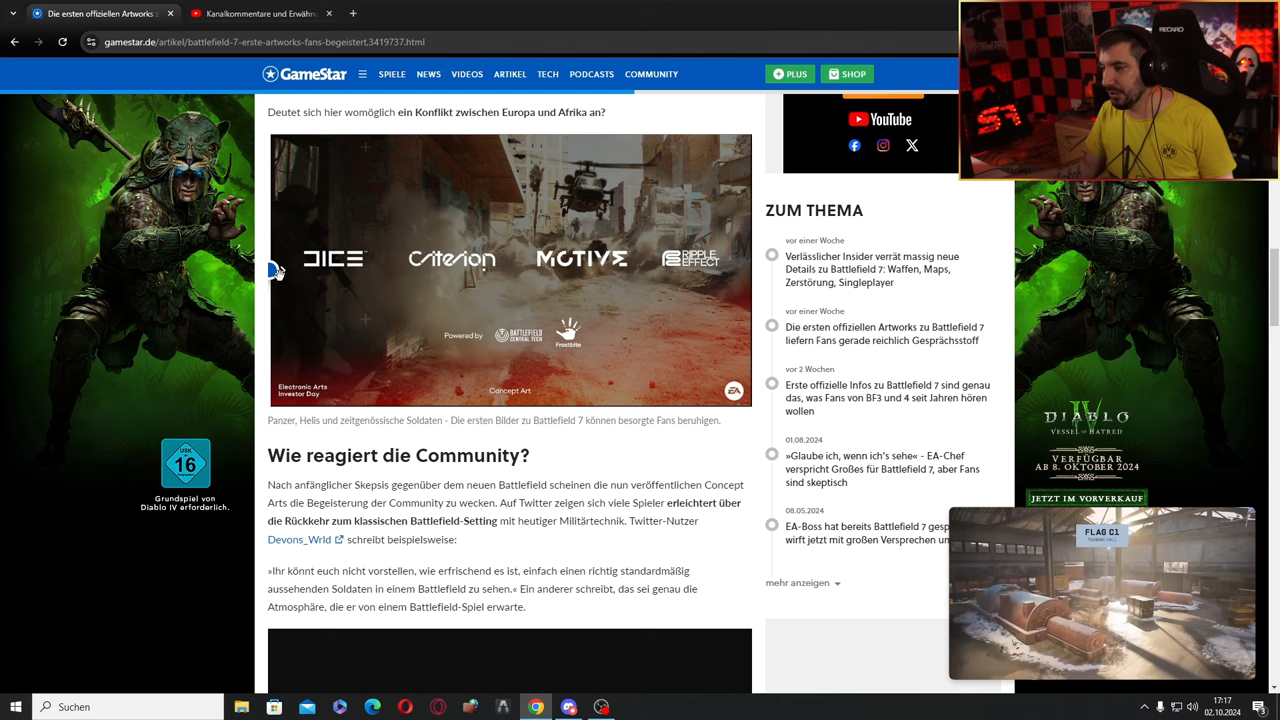 Die ersten offiziellen Artworks z
Kanalkommentare und Erwähnu
gamestar.de/artikel/battlefield-7-erste-artworks-fans-begeistert,3419737.html
GameStar
SPIELE
NEWS
VIDEOS
ARTIKEL
TECH
PODCASTS
COMMUNITY
PLUS
SHOP
RECARO
BVB
09
Deutet sich hier womöglich ein Konflikt zwischen Europa und Afrika an?
DICE
Criterion
MOTIVE
RIPPLE
EFFECT
Powered by
BATTLEFIELD
CENTRAL TECH
Frostbite
Electronic Arts
Investor Day
Concept Art
EA
Panzer, Helis und zeitgenössische Soldaten - Die ersten Bilder zu Battlefield 7 können besorgte Fans beruhigen.
Wie reagiert die Community?
Nach anfänglicher Skepsis gegenüber dem neuen Battlefield scheinen die nun veröffentlichen Concept
Arts die Begeisterung der Community zu wecken. Auf Twitter zeigen sich viele Spieler erleichtert über
die Rückkehr zum klassischen Battlefield-Setting mit heutiger Militärtechnik. Twitter-Nutzer
Devons_Wrld schreibt beispielsweise:
»Ihr könnt euch nicht vorstellen, wie erfrischend es ist, einfach einen richtig standardmäßig
aussehenden Soldaten in einem Battlefield zu sehen.« Ein anderer schreibt, das sei genau die
Atmosphäre, die er von einem Battlefield-Spiel erwarte.
YouTube
ZUM THEMA
vor einer Woche
Verlässlicher Insider verrät massig neue
Details zu Battlefield 7: Waffen, Maps,
Zerstörung, Singleplayer
vor einer Woche
Die ersten offiziellen Artworks zu Battlefield 7
liefern Fans gerade reichlich Gesprächsstoff
vor 2 Wochen
Erste offizielle Infos zu Battlefield 7 sind genau
das, was Fans von BF3 und 4 seit Jahren hören
wollen
01.08.2024
»Glaube ich, wenn ich's sehe« - EA-Chef
verspricht Großes für Battlefield 7, aber Fans
sind skeptisch
08.05.2024
EA-Boss hat bereits Battlefield 7 gesp
wirft jetzt mit großen Versprechen un
mehr anzeigen
USK
ab
16
Grundspiel von
Diablo IV erforderlich.
DIABLO
IV
VESSEL OF HATRED
VERFÜGBAR
AB 8. OKTOBER 2024
JETZT IM VORVERKAUF
FLAG C1
TURBINE HALL
Suchen
17:17
02.10.2024
3